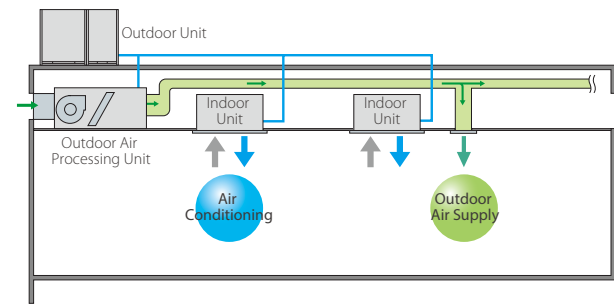 Outdoor Unit
Indoor
Unit
Indoor
Unit
Outdoor Air
Processing Unit
Air
Conditioning
Outdoor
Air Supply